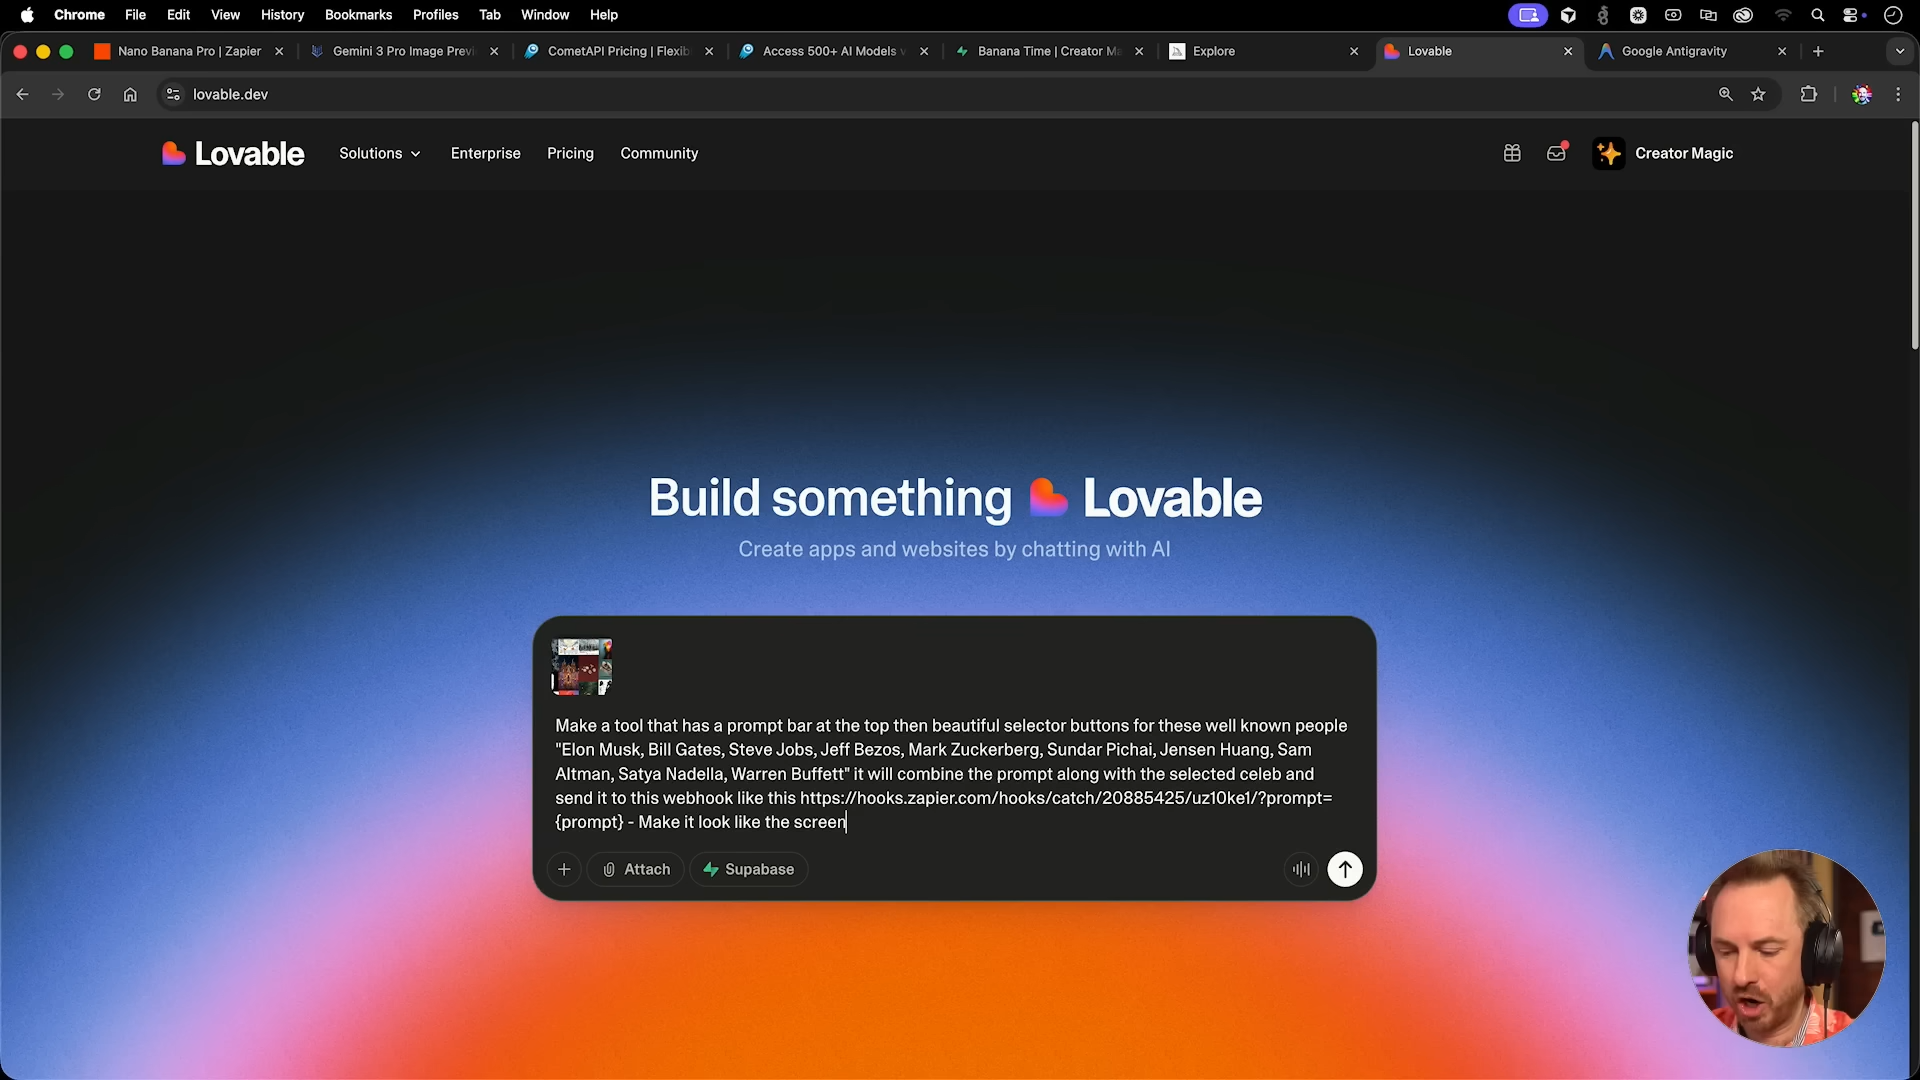 Chrome File Edit View History Bookmarks Profiles Tab Window Help
Nano Banana Pro | Zapier
Gemini 3 Pro Image Previ
CometAPI Pricing | Flexib
Access 500+ AI Models v
Banana Time | Creator Ma
Explore
Lovable
Google Antigravity
lovable.dev
Lovable
Solutions
Enterprise
Pricing
Community
Creator Magic
Build something Lovable
Create apps and websites by chatting with AI
Make a tool that has a prompt bar at the top then beautiful selector buttons for these well known people
"Elon Musk, Bill Gates, Steve Jobs, Jeff Bezos, Mark Zuckerberg, Sundar Pichai, Jensen Huang, Sam
Altman, Satya Nadella, Warren Buffett" it will combine the prompt along with the selected celeb and
send it to this webhook like this https://hooks.zapier.com/hooks/catch/20885425/uz10ke1/?prompt=
{prompt} - Make it look like the screen
Attach
Supabase